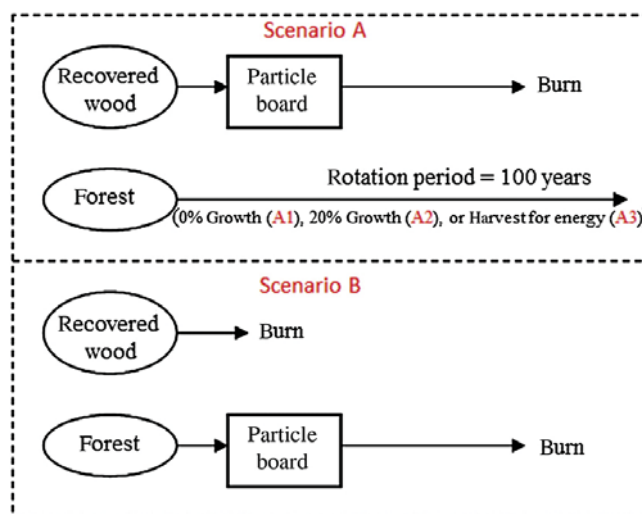 Scenario A
Recovered
wood
Particle
board
Burn
Forest
Rotation period = 100 years
(0% Growth (A1), 20% Growth (A2), or Harvest for energy (A3)
Scenario B
Recovered
wood
Burn
Forest
Particle
board
Burn